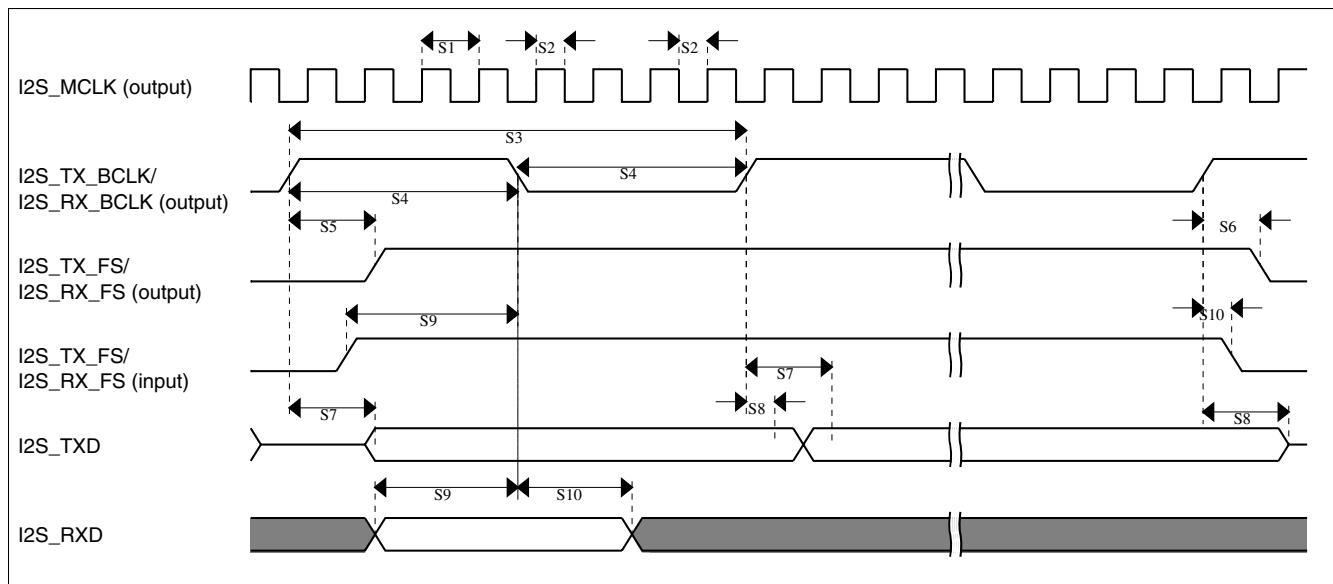 S1
S2
S2
I2S_MCLK (output)
S3
I2S_TX_BCLK/
I2S_RX_BCLK (output)
S4
S4
S5
S6
I2S_TX_FS/
I2S_RX_FS (output)
S9
S10
I2S_TX_FS/
I2S_RX_FS (input)
S7
S7
S8
S8
I2S_TXD
S9
S10
I2S_RXD